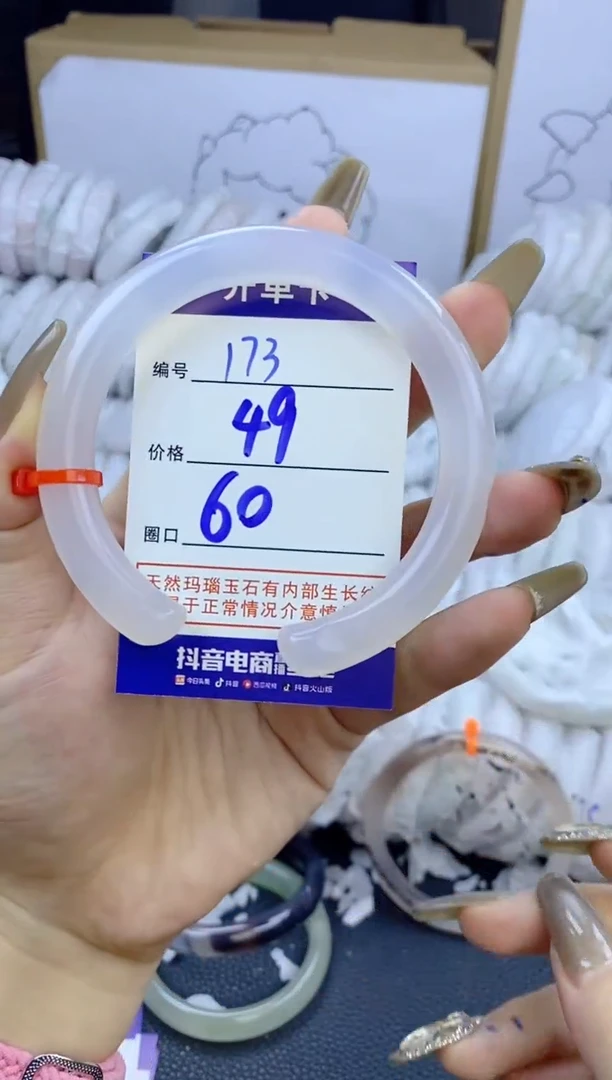 开单卡
编号 173
价格 49
圈口 60
天然玛瑙玉石有内部生长纹
属于正常情况介意慎
抖音电商
今日头条 抖音 西瓜视频 抖音火山版